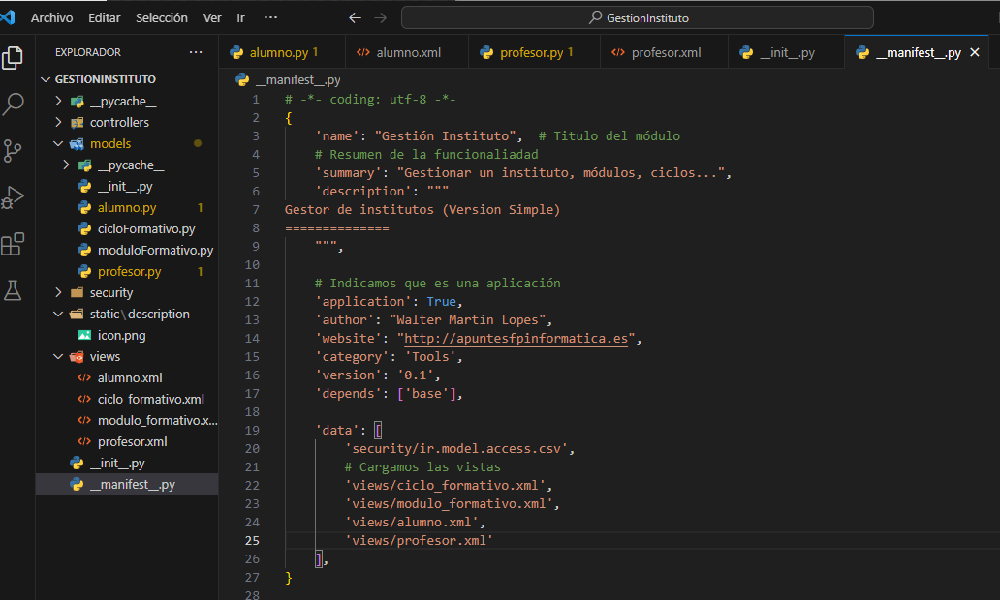 Archivo Editar Selección Ver Ir ··· GestionInstituto
EXPLORADOR ···
GESTIONINSTITUTO
__pycache__
controllers
models
__pycache__
__init__.py
alumno.py 1
cicloFormativo.py
moduloFormativo.py
profesor.py 1
security
static\description
icon.png
views
alumno.xml
ciclo_formativo.xml
modulo_formativo.x...
profesor.xml
__init__.py
__manifest__.py
alumno.py 1 alumno.xml profesor.py 1 profesor.xml __init__.py __manifest__.py
__manifest__.py
1 # -*- coding: utf-8 -*-
2 {
3 'name': "Gestión Instituto", # Titulo del módulo
4 # Resumen de la funcionaliadad
5 'summary': "Gestionar un instituto, módulos, ciclos...",
6 'description': """
7 Gestor de institutos (Version Simple)
8 ==============
9 """,
10
11 # Indicamos que es una aplicación
12 'application': True,
13 'author': "Walter Martín Lopes",
14 'website': "http://apuntesfpinformatica.es",
15 'category': 'Tools',
16 'version': '0.1',
17 'depends': ['base'],
18
19 'data': [
20 'security/ir.model.access.csv',
21 # Cargamos las vistas
22 'views/ciclo_formativo.xml',
23 'views/modulo_formativo.xml',
24 'views/alumno.xml',
25 'views/profesor.xml'
26 ],
27 }
28